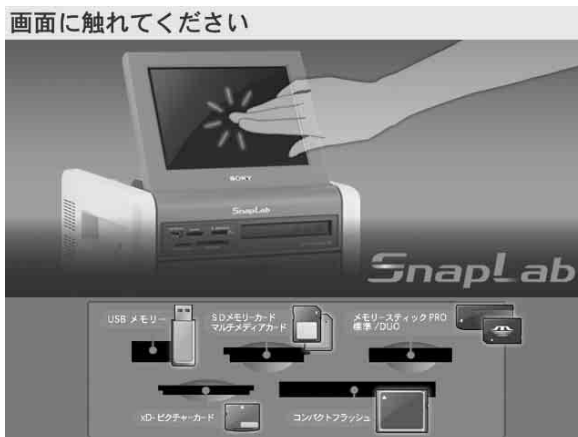 画面に触れてください
SONY
SnapLab
SnapLab
USB メモリー
SDメモリーカード
マルチメディアカード
メモリースティック PRO
標準 /DUO
xD-ピクチャーカード
コンパクトフラッシュ